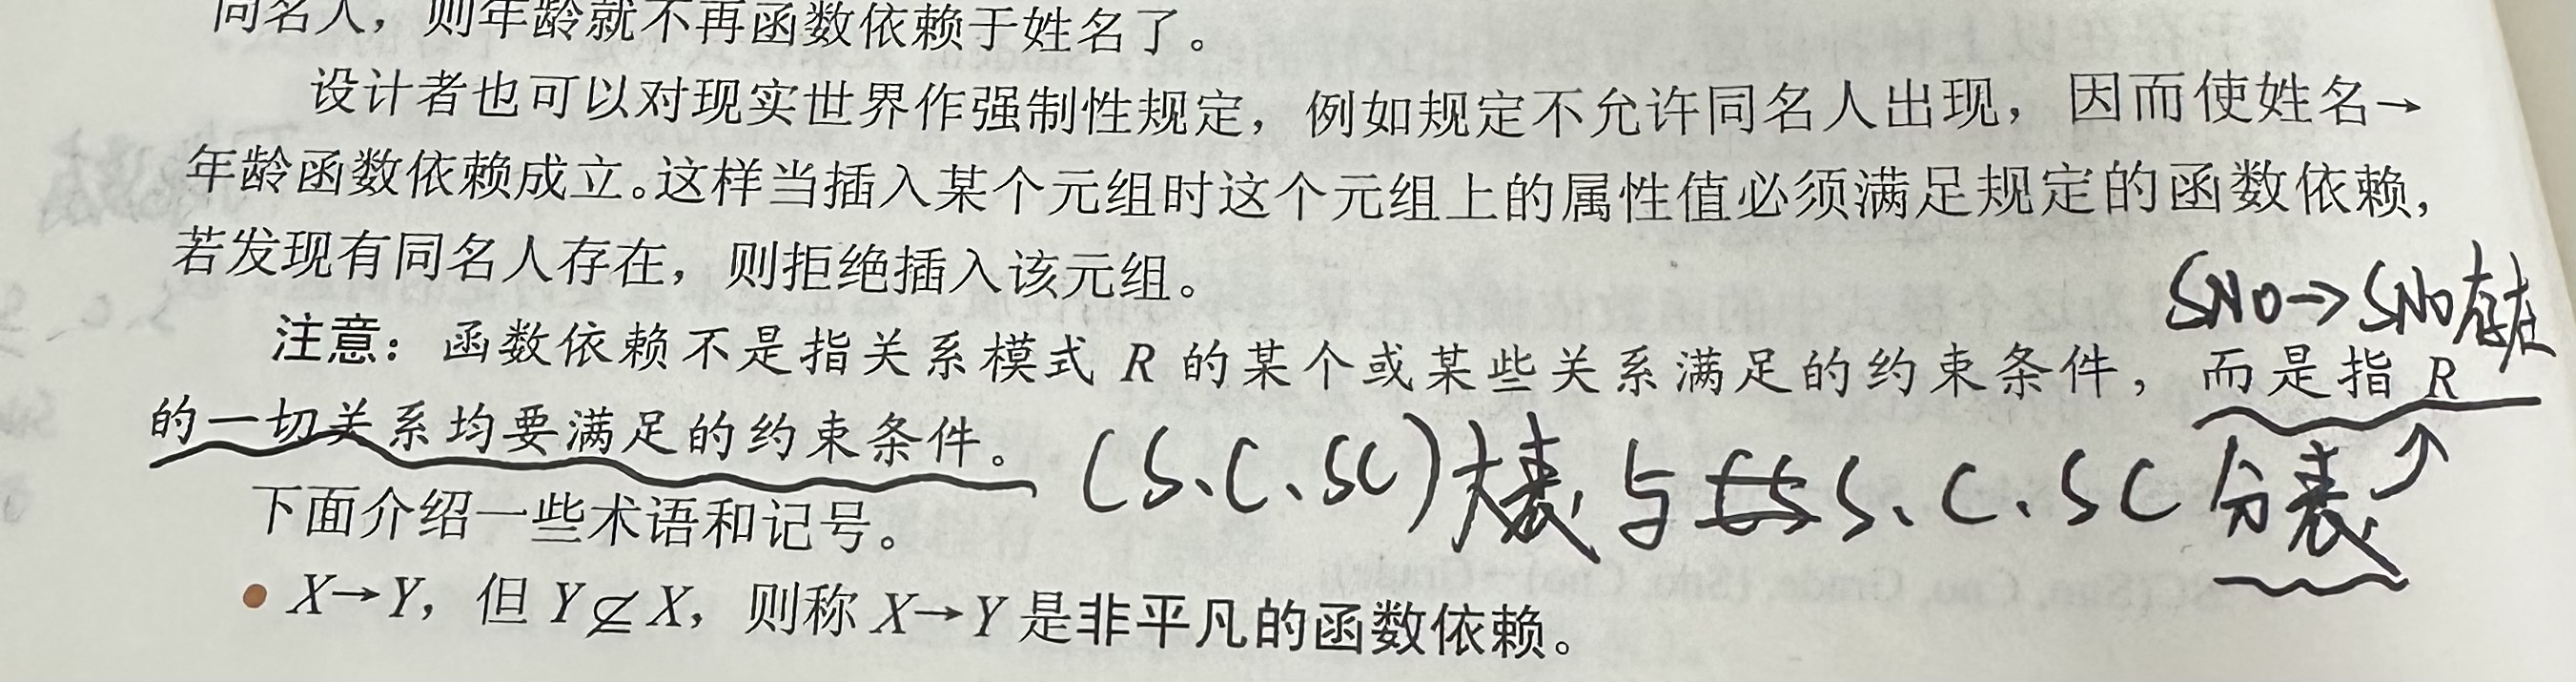 同名人，则年龄就不再函数依赖于姓名了。
设计者也可以对现实世界作强制性规定，例如规定不允许同名人出现，因而使姓名→
年龄函数依赖成立。这样当插入某个元组时这个元组上的属性值必须满足规定的函数依赖，
若发现有同名人存在，则拒绝插入该元组。
SNO→SNO存在
注意：函数依赖不是指关系模式 R 的某个或某些关系满足的约束条件，而是指 R
的一切关系均要满足的约束条件。
(S、C、SC)大表与S、C、SC分表
下面介绍一些术语和记号。
● X→Y，但 Y⊈X，则称 X→Y 是非平凡的函数依赖。